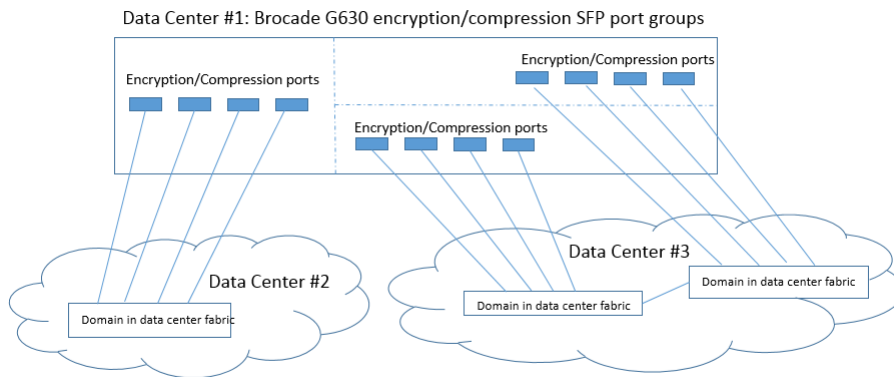 Data Center #1: Brocade G630 encryption/compression SFP port groups
Encryption/Compression ports
Encryption/Compression ports
Encryption/Compression ports
Data Center #2
Domain in data center fabric
Data Center #3
Domain in data center fabric
Domain in data center fabric